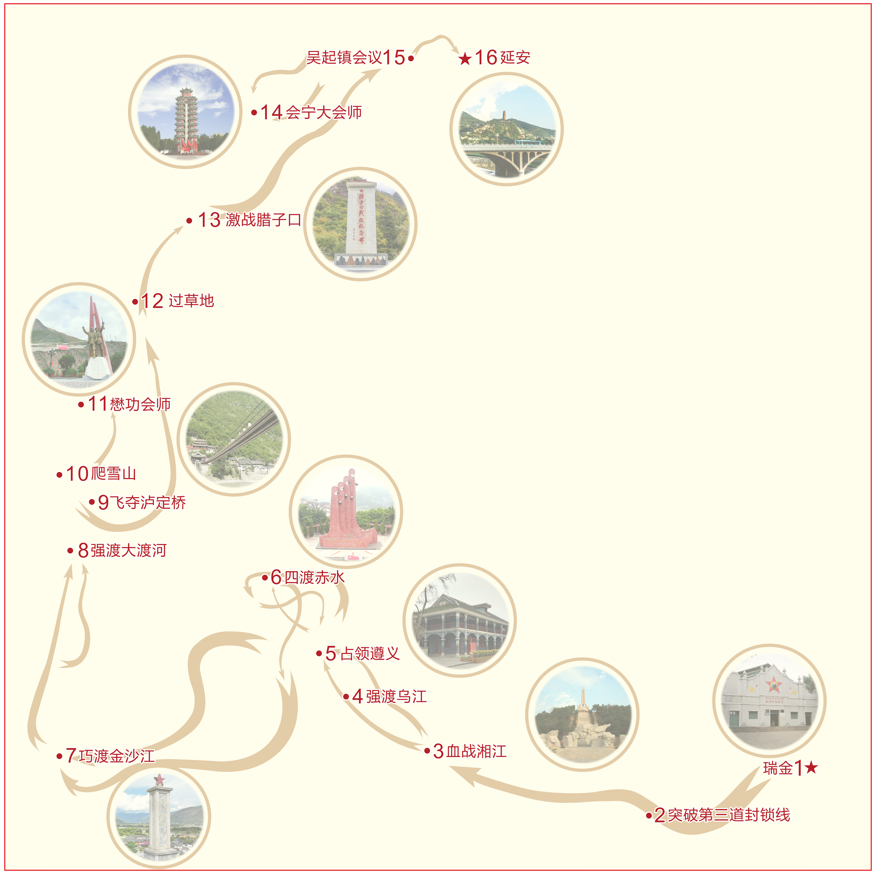 吴起镇会议15
★16 延安
14 会宁大会师
13 激战腊子口
12 过草地
11懋功会师
10爬雪山
9飞夺泸定桥
8强渡大渡河
6四渡赤水
5占领遵义
4强渡乌江
3血战湘江
7巧渡金沙江
瑞金1★
2突破第三道封锁线